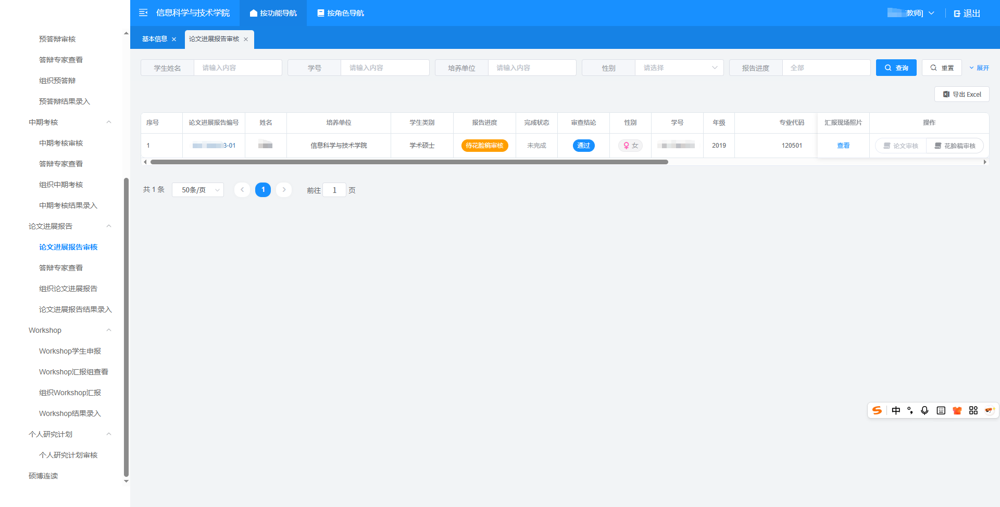 信息科学与技术学院
按功能导航
按角色导航
教师]
退出
基本信息
论文进展报告审核
预答辩审核
答辩专家查看
组织预答辩
预答辩结果录入
中期考核
中期考核审核
答辩专家查看
组织中期考核
中期考核结果录入
论文进展报告
论文进展报告审核
答辩专家查看
组织论文进展报告
论文进展报告结果录入
Workshop
Workshop学生申报
Workshop汇报组查看
组织Workshop汇报
Workshop结果录入
个人研究计划
个人研究计划审核
硕博连读
学生姓名 请输入内容 学号 请输入内容 培养单位 请输入内容 性别 请选择 报告进度 全部 查询 重置 展开
导出 Excel
序号 论文进展报告编号 姓名 培养单位 学生类别 报告进度 完成状态 审查结论 性别 学号 年级 专业代码 汇报现场照片 操作
1 3-01 信息科学与技术学院 学术硕士 待花脸稿审核 未完成 通过 女 2019 120501 查看 论文审核 花脸稿审核
共 1 条 50条/页 1 前往 1 页
中